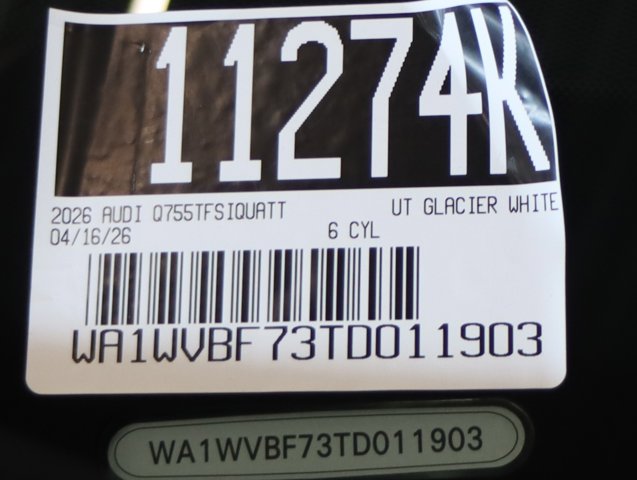 11274K
2026 AUDI Q755TFSIQUATT UT GLACIER WHITE
04/16/26 6 CYL
WA1WVBF73TD011903
WA1WVBF73TD011903